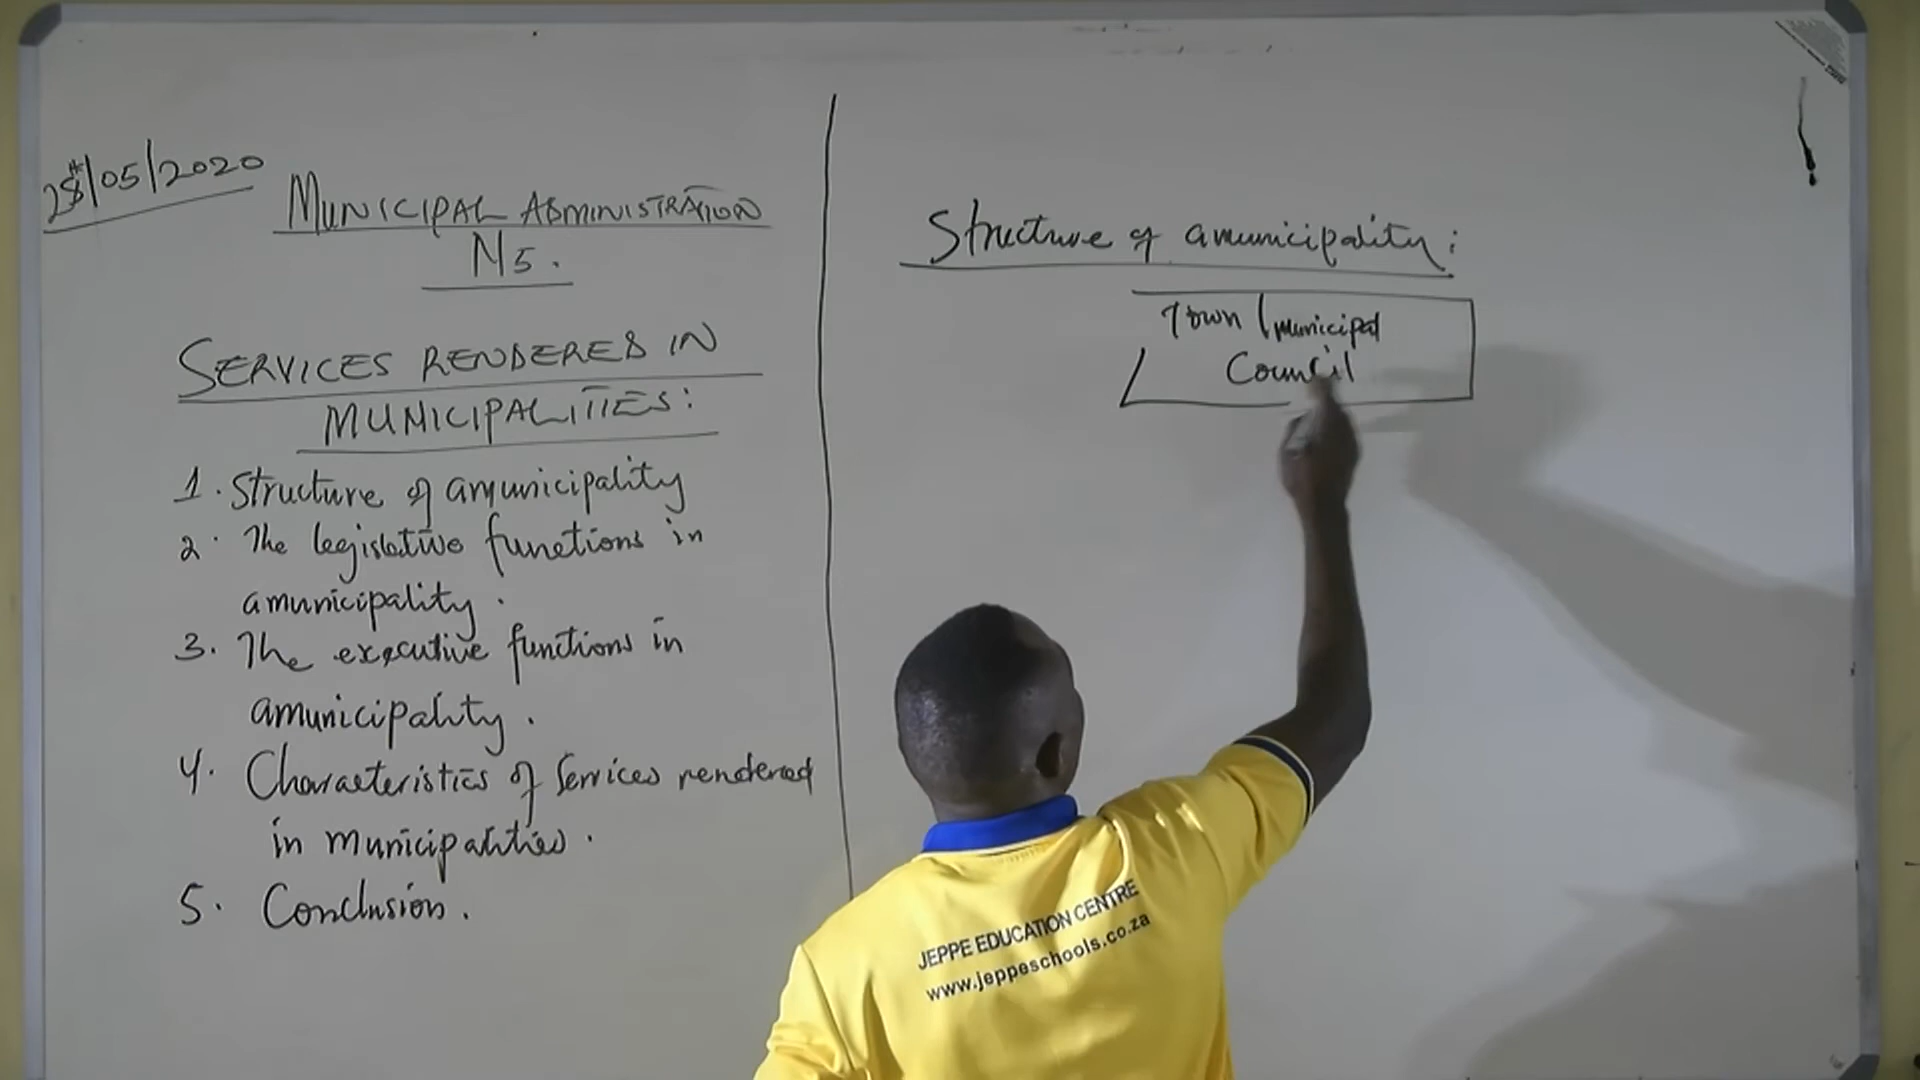 28th/05/2020
MUNICIPAL ADMINISTRATION
N5.
SERVICES RENDERES IN
MUNICIPALITIES:
1. Structure of a municipality
2. The legislative functions in
a municipality.
3. The executive functions in
a municipality.
4. Characteristics of services rendered
in municipalities.
5. Conclusion.
Structure of a municipality:
Town / municipal
Council
JEPPE EDUCATION CENTRE
www.jeppeschools.co.za